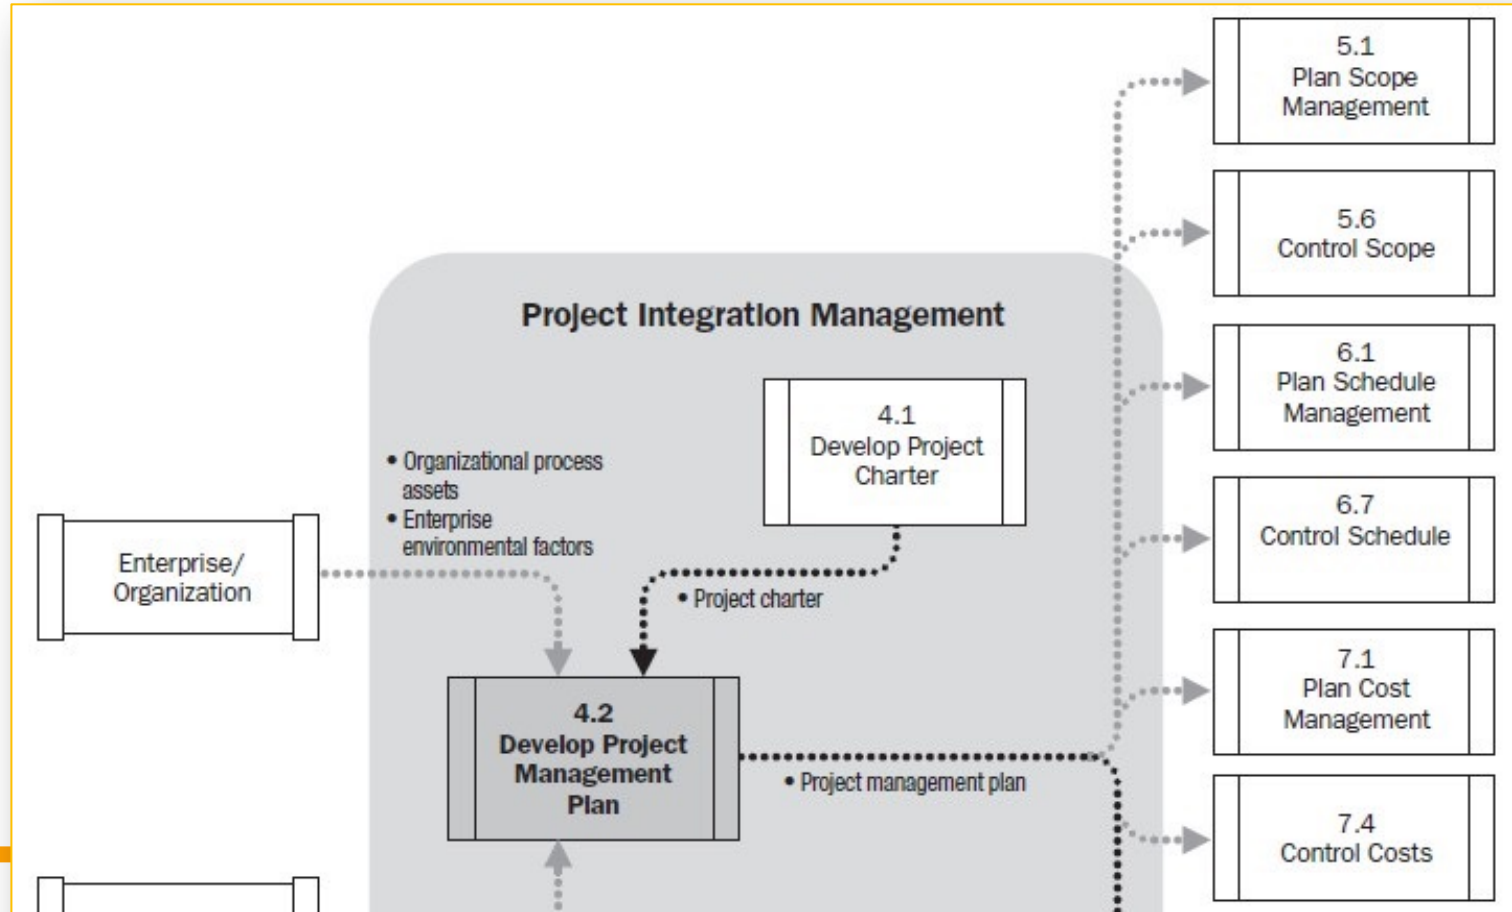 5.1
Plan Scope
Management
5.6
Control Scope
Project Integration Management
6.1
Plan Schedule
Management
4.1
Develop Project
Charter
• Organizational process
assets
• Enterprise
environmental factors
6.7
Control Schedule
Enterprise/
Organization
• Project charter
7.1
Plan Cost
Management
4.2
Develop Project
Management
Plan
• Project management plan
7.4
Control Costs